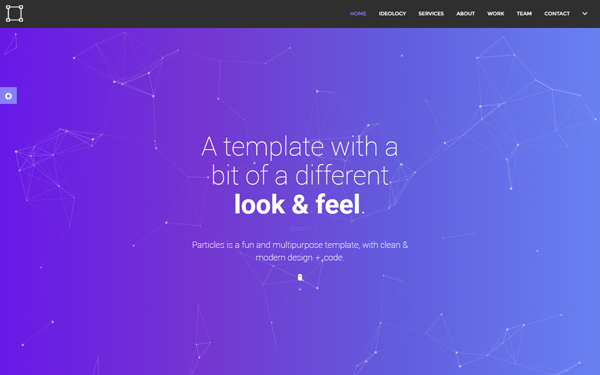 HOME IDEOLOGY SERVICES ABOUT WORK TEAM CONTACT
A template with a
bit of a different
look & feel.
Particles is a fun and multipurpose template, with clean &
modern design + code.